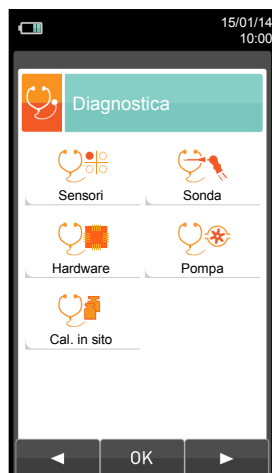 15/01/14
10:00
Diagnostica
Sensori
Sonda
Hardware
Pompa
Cal. in sito
OK